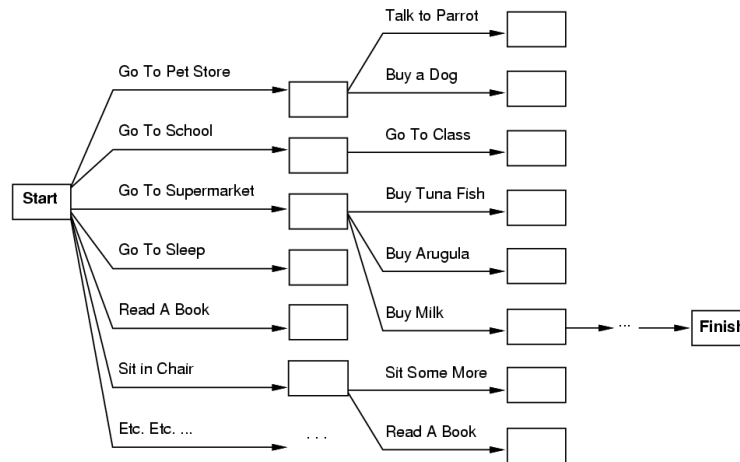 Talk to Parrot
Go To Pet Store
Buy a Dog
Go To School
Go To Class
Start
Go To Supermarket
Buy Tuna Fish
Go To Sleep
Buy Arugula
Read A Book
Buy Milk
...
Finish
Sit in Chair
Sit Some More
Etc. Etc. ...
. . .
Read A Book